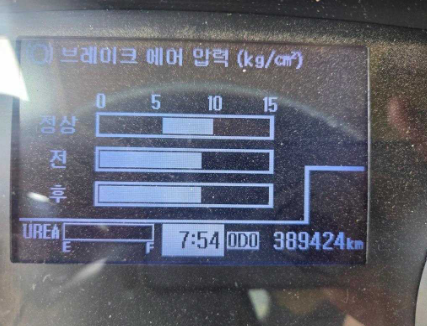 브레이크 에어 압력 (kg/cm²)
0 5 10 15
정상
전
후
UREA E F 7:54 ODO 389424km